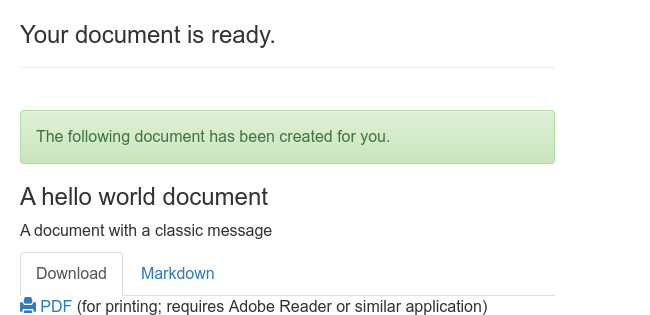 Your document is ready.
The following document has been created for you.
A hello world document
A document with a classic message
Download Markdown
PDF (for printing; requires Adobe Reader or similar application)